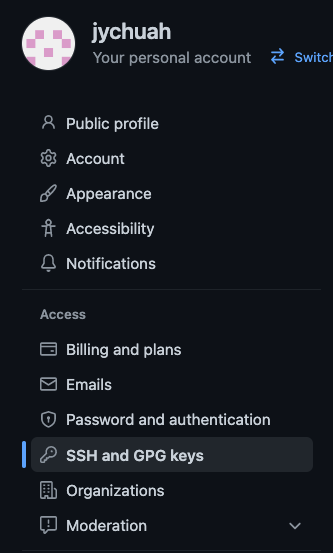 jychuah
Your personal account
Switch
Public profile
Account
Appearance
Accessibility
Notifications
Access
Billing and plans
Emails
Password and authentication
SSH and GPG keys
Organizations
Moderation